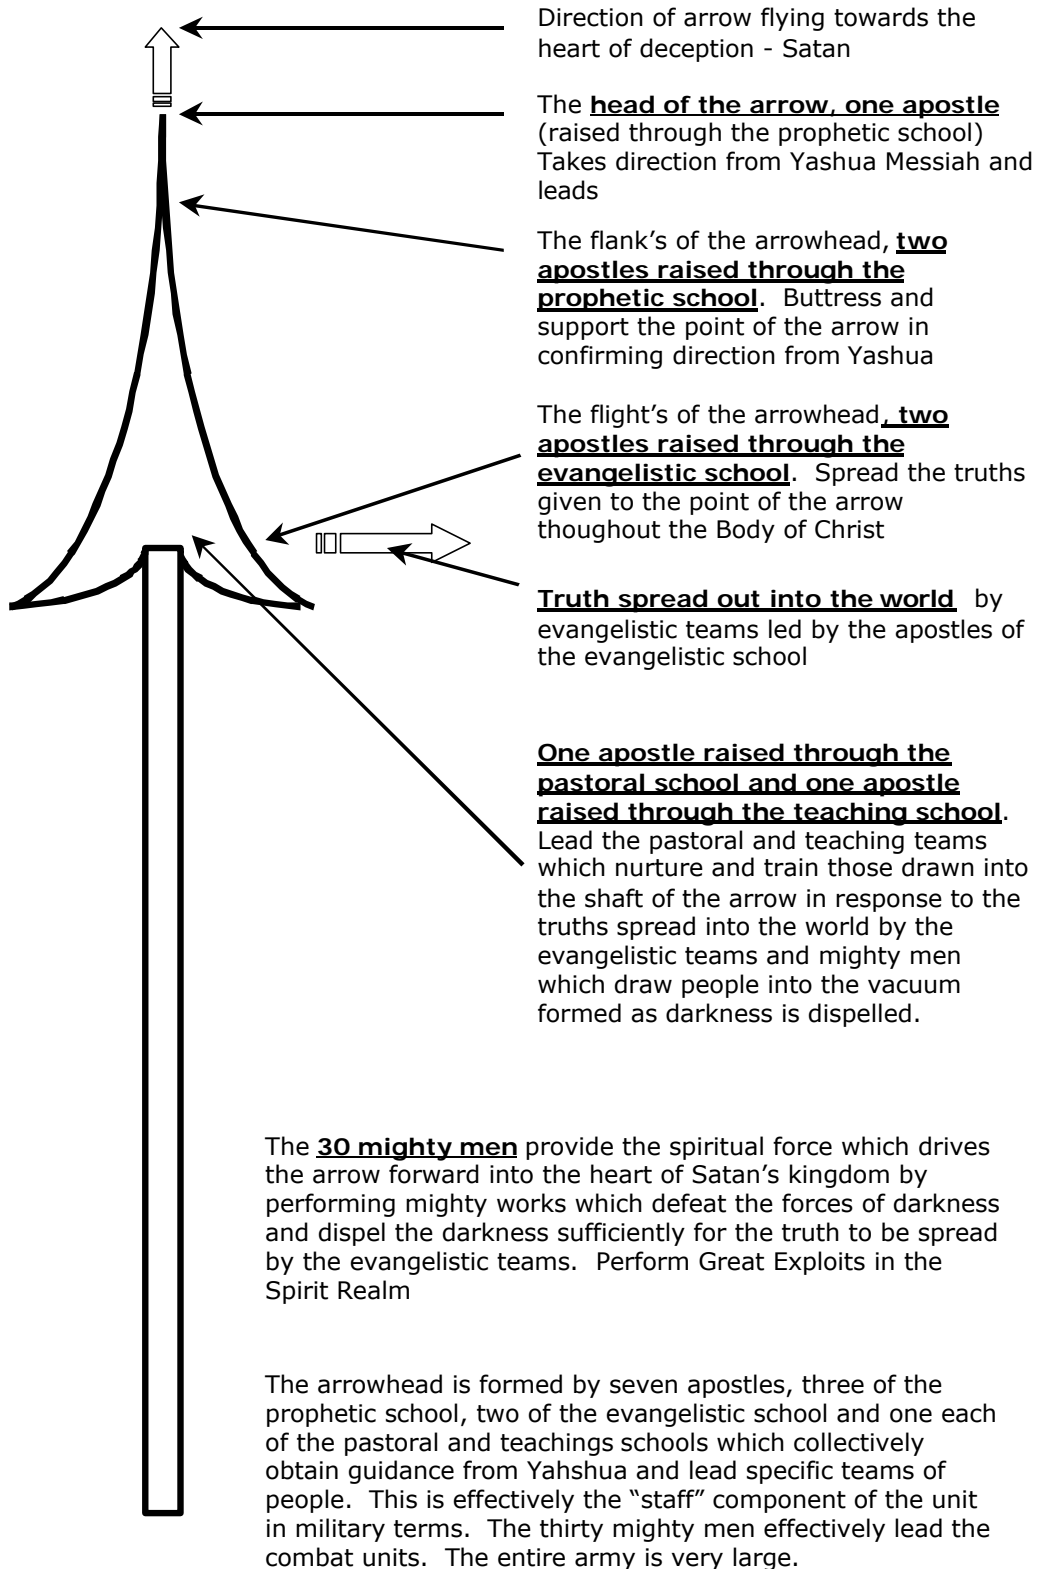 Direction of arrow flying towards the
heart of deception - Satan
The head of the arrow, one apostle
(raised through the prophetic school)
Takes direction from Yashua Messiah and
leads
The flank's of the arrowhead, two
apostles raised through the
prophetic school. Buttress and
support the point of the arrow in
confirming direction from Yashua
The flight's of the arrowhead, two
apostles raised through the
evangelistic school. Spread the truths
given to the point of the arrow
thoughout the Body of Christ
Truth spread out into the world by
evangelistic teams led by the apostles of
the evangelistic school
One apostle raised through the
pastoral school and one apostle
raised through the teaching school.
Lead the pastoral and teaching teams
which nurture and train those drawn into
the shaft of the arrow in response to the
truths spread into the world by the
evangelistic teams and mighty men
which draw people into the vacuum
formed as darkness is dispelled.
The 30 mighty men provide the spiritual force which drives
the arrow forward into the heart of Satan's kingdom by
performing mighty works which defeat the forces of darkness
and dispel the darkness sufficiently for the truth to be spread
by the evangelistic teams. Perform Great Exploits in the
Spirit Realm
The arrowhead is formed by seven apostles, three of the
prophetic school, two of the evangelistic school and one each
of the pastoral and teachings schools which collectively
obtain guidance from Yahshua and lead specific teams of
people. This is effectively the “staff” component of the unit
in military terms. The thirty mighty men effectively lead the
combat units. The entire army is very large.